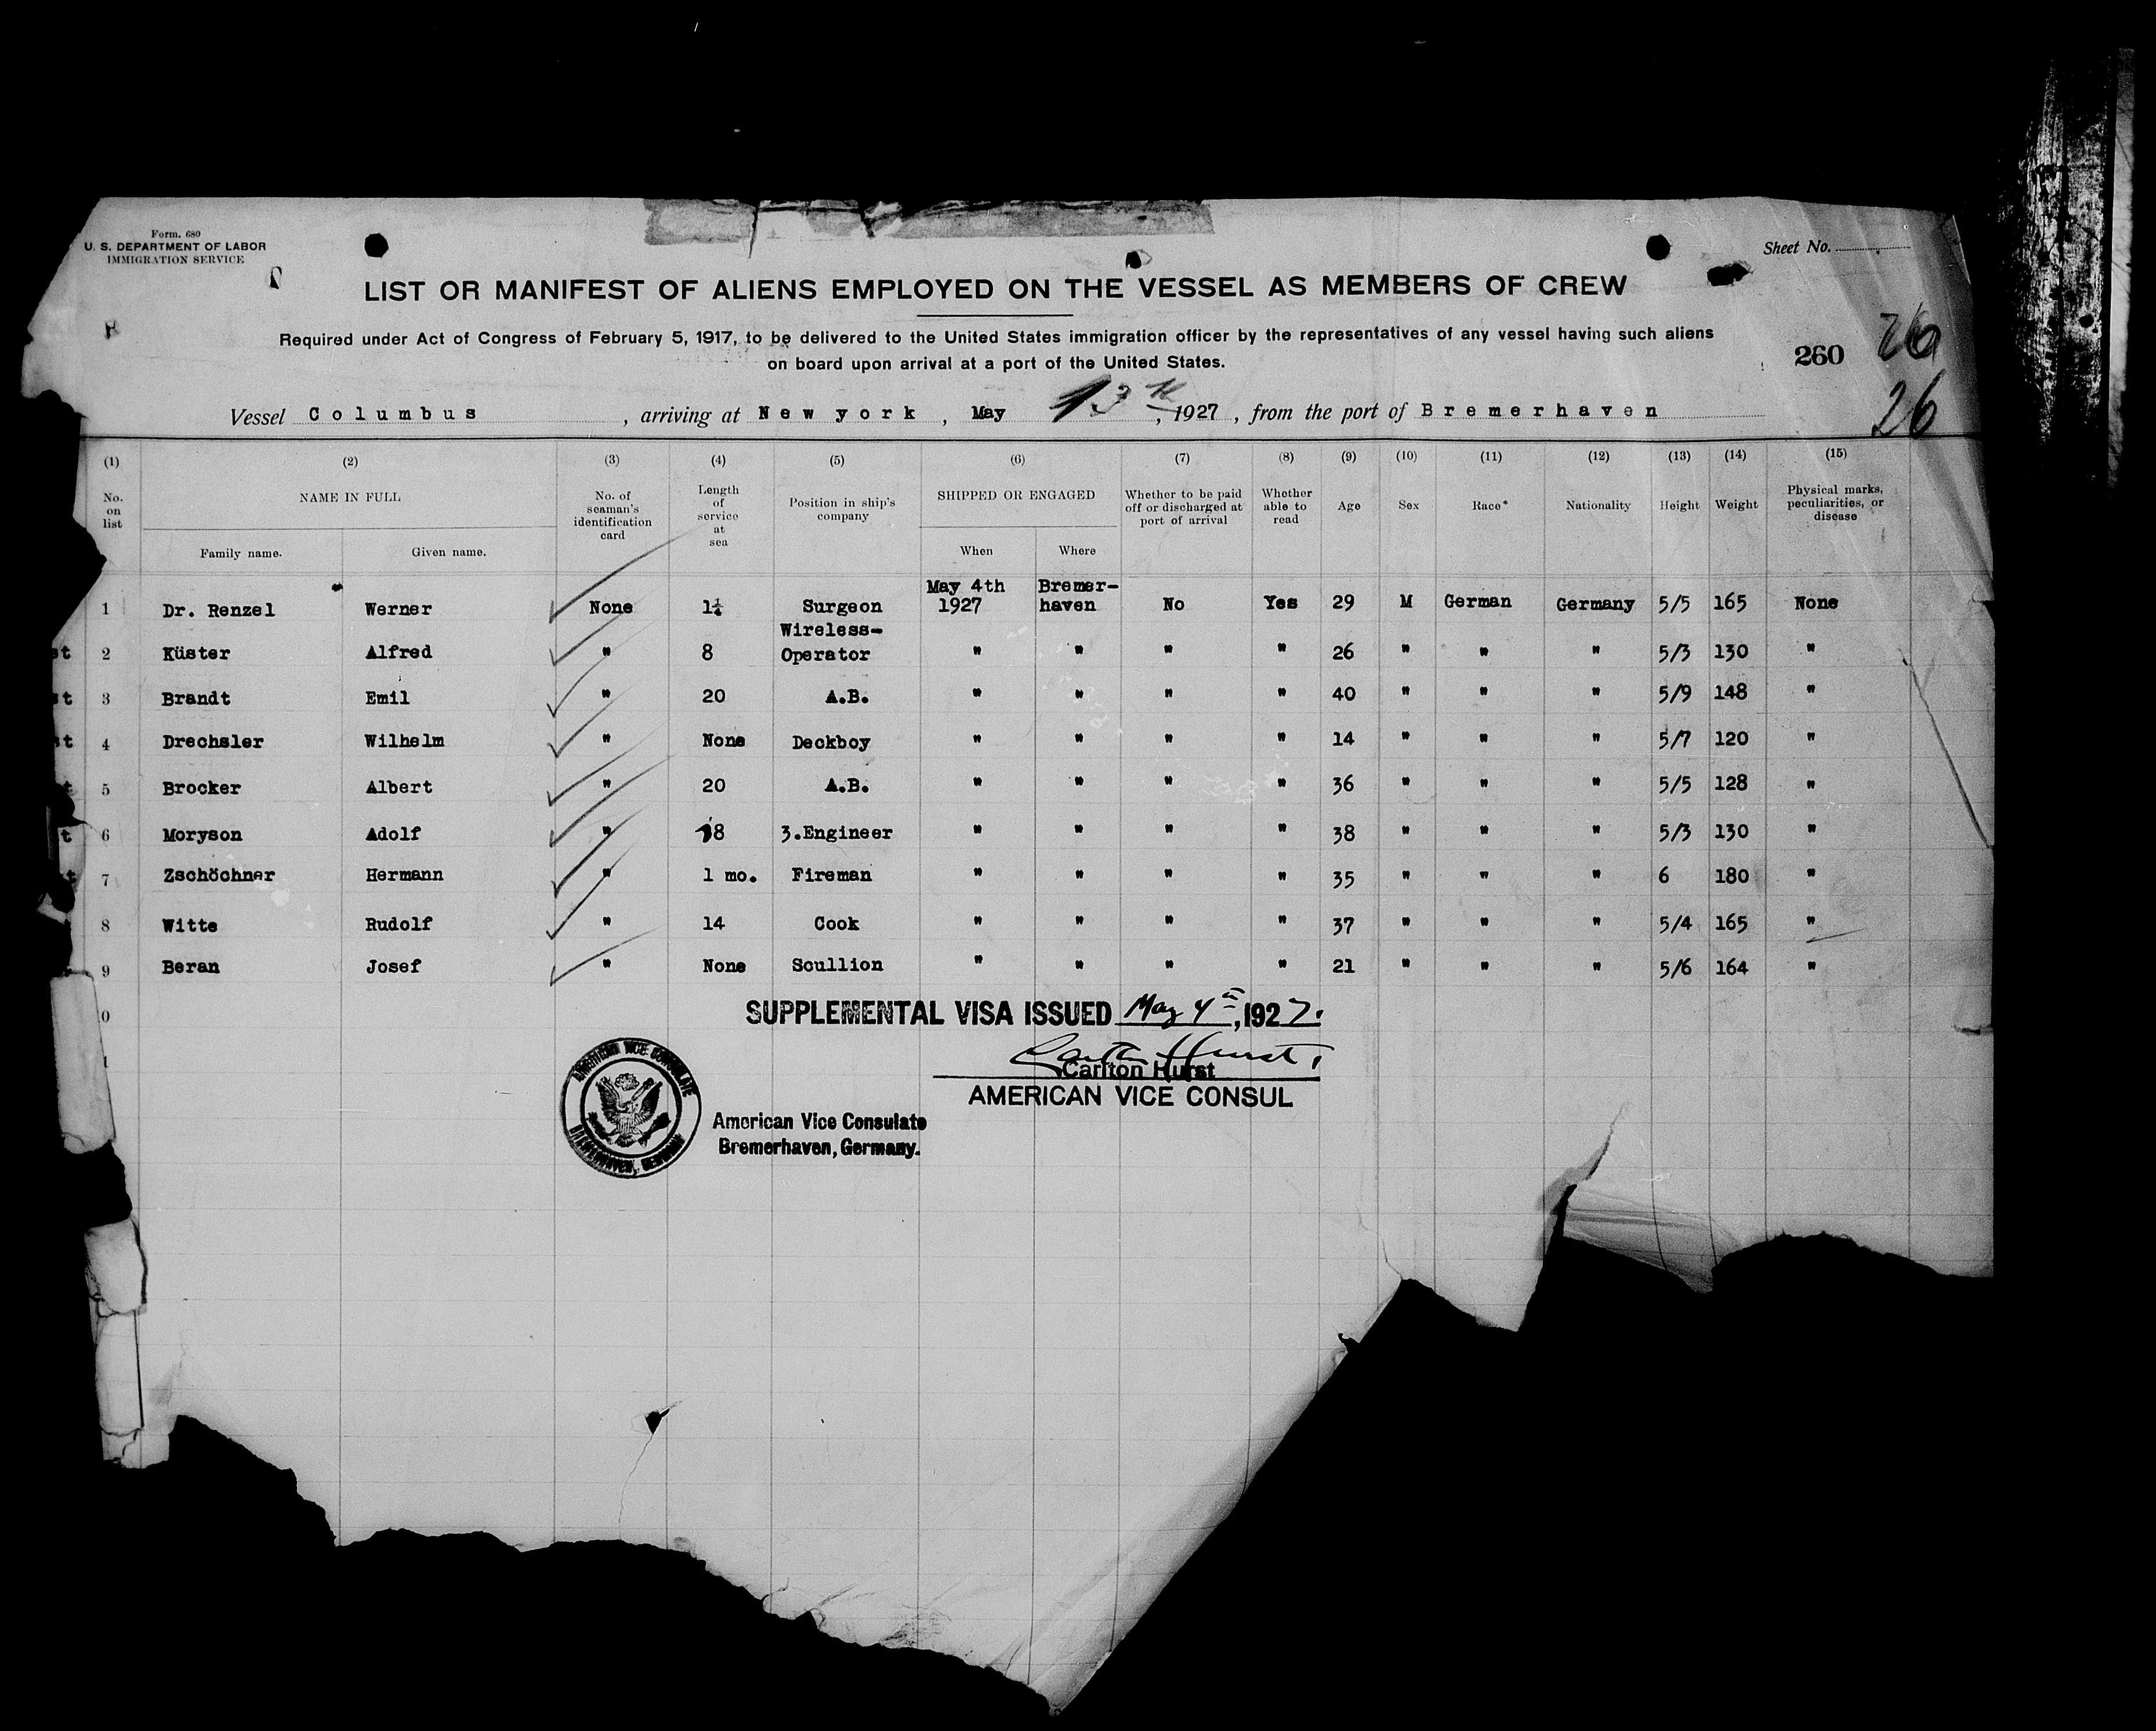 Form. 680
U. S. DEPARTMENT OF LABOR
IMMIGRATION SERVICE
Sheet No.
LIST OR MANIFEST OF ALIENS EMPLOYED ON THE VESSEL AS MEMBERS OF CREW
Required under Act of Congress of February 5, 1917, to be delivered to the United States immigration officer by the representatives of any vessel having such aliens
on board upon arrival at a port of the United States.
260 26
26
Vessel Columbus, arriving at New york, May 13th, 1927, from the port of Bremerhaven
(1) (2) (3) (4) (5) (6) (7) (8) (9) (10) (11) (12) (13) (14) (15)
No. on list NAME IN FULL No. of seaman's identification card Length of service at sea Position in ship's company SHIPPED OR ENGAGED Whether to be paid off or discharged at port of arrival Whether able to read Age Sex Race* Nationality Height Weight Physical marks, peculiarities, or disease
Family name. Given name. When Where
1 Dr. Renzel Werner None 1¼ Surgeon May 4th 1927 Bremer-haven No Yes 29 M German Germany 5/5 165 None
st 2 Küster Alfred " 8 Wireless-Operator " " " " 26 " " " 5/3 130 "
st 3 Brandt Emil " 20 A.B. " " " " 40 " " " 5/9 148 "
st 4 Drechsler Wilhelm " None Deckboy " " " " 14 " " " 5/7 120 "
t 5 Brocker Albert " 20 A.B. " " " " 36 " " " 5/5 128 "
t 6 Moryson Adolf " 18 3.Engineer " " " " 38 " " " 5/3 130 "
t 7 Zschöchner Hermann " 1 mo. Fireman " " " " 35 " " " 6 180 "
8 Witte Rudolf " 14 Cook " " " " 37 " " " 5/4 165 "
9 Beran Josef " None Scullion " " " " 21 " " " 5/6 164 "
0
1
SUPPLEMENTAL VISA ISSUED May 4th, 1927.
Carlton Hurst
Carlton Hurst
AMERICAN VICE CONSUL
AMERICAN VICE CONSULATE
BREMERHAVEN, GERMANY
American Vice Consulate
Bremerhaven, Germany.